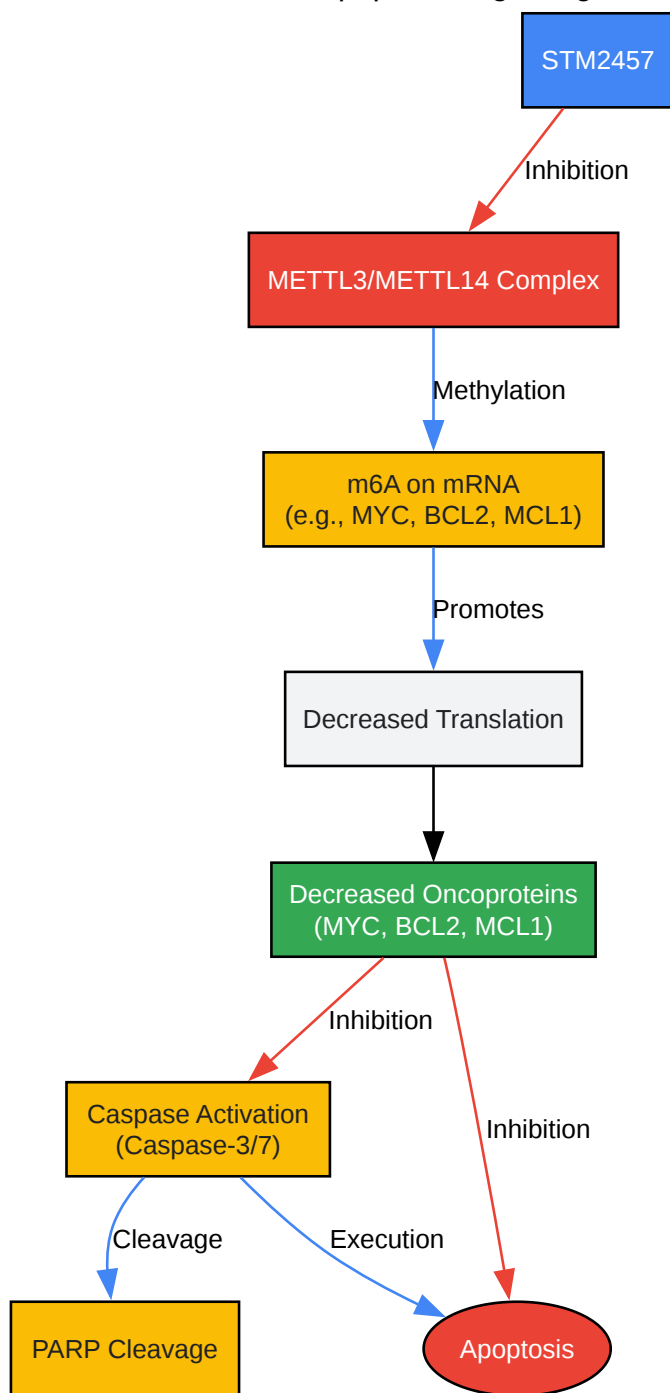 STM2457
Inhibition
METTL3/METTL14 Complex
Methylation
m6A on mRNA
(e.g., MYC, BCL2, MCL1)
Promotes
Decreased Translation
Decreased Oncoproteins
(MYC, BCL2, MCL1)
Inhibition
Caspase Activation
(Caspase-3/7)
Inhibition
Cleavage
Execution
PARP Cleavage
Apoptosis